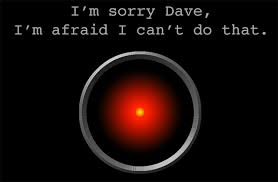 I'm sorry Dave,
I'm afraid I can't do that.